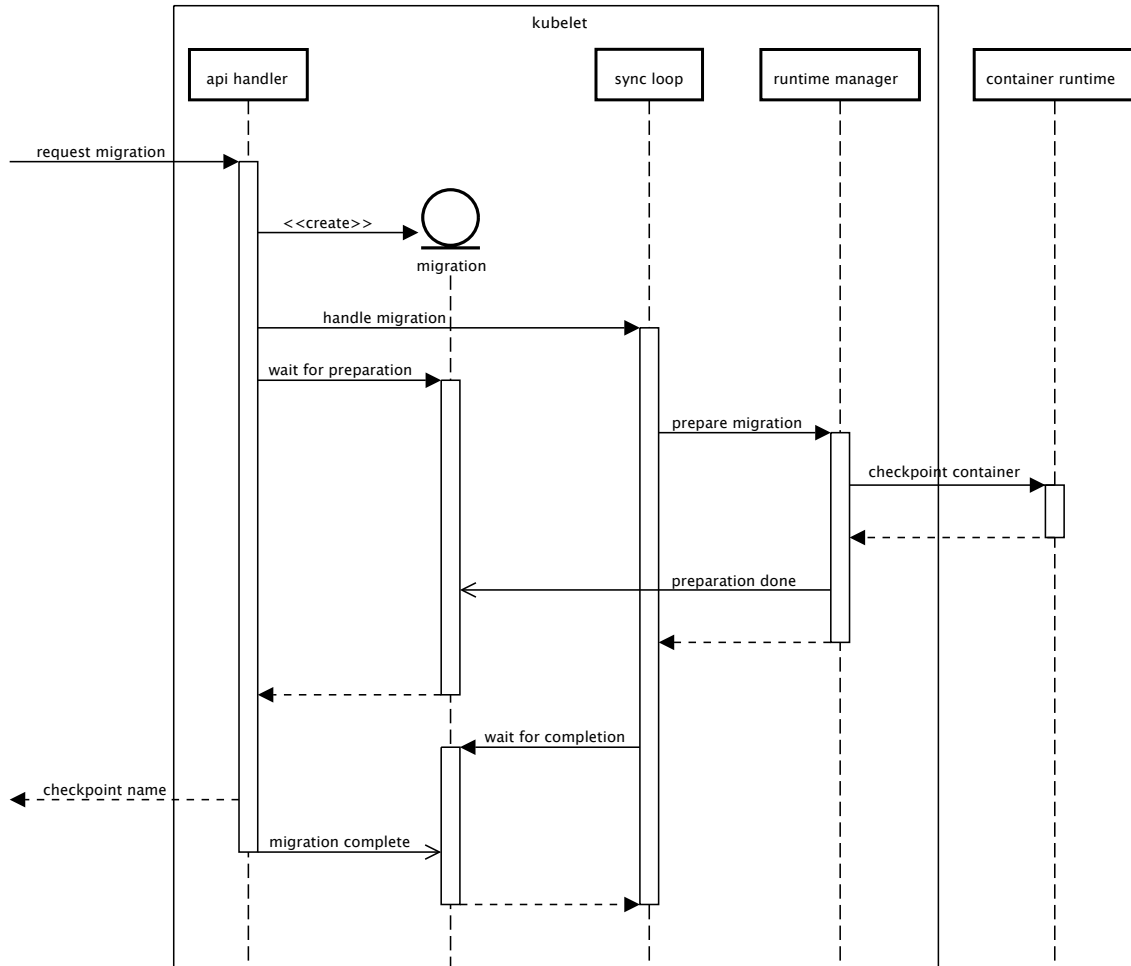 kubelet
api handler
sync loop
runtime manager
container runtime
request migration
<<create>>
migration
handle migration
wait for preparation
prepare migration
checkpoint container
preparation done
wait for completion
checkpoint name
migration complete